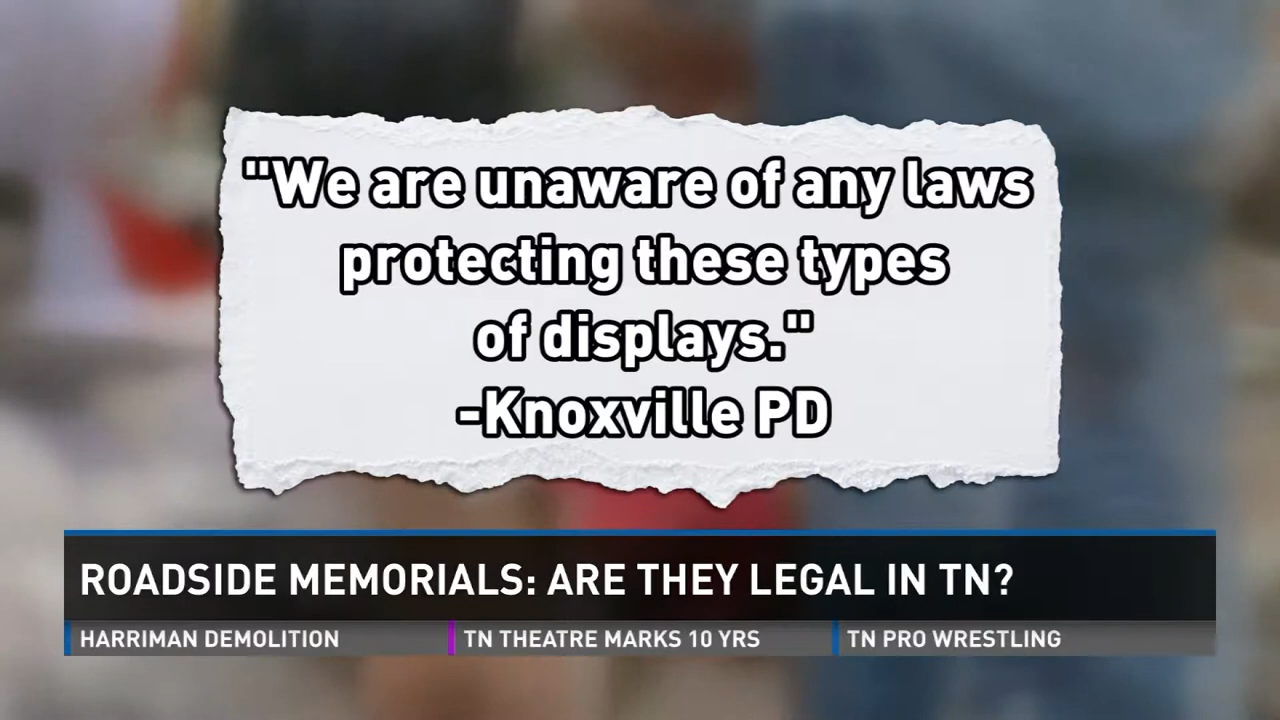 "We are unaware of any laws
protecting these types
of displays."
-Knoxville PD
ROADSIDE MEMORIALS: ARE THEY LEGAL IN TN?
HARRIMAN DEMOLITION
TN THEATRE MARKS 10 YRS
TN PRO WRESTLING